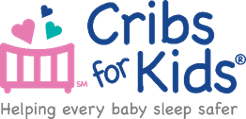 Cribs
for Kids®
SM
Helping every baby sleep safer